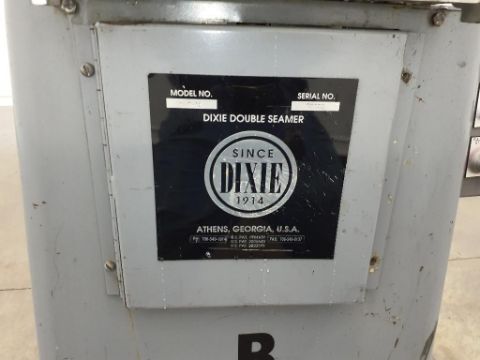 MODEL NO.
SERIAL NO.
DIXIE DOUBLE SEAMER
SINCE
DIXIE
1914
ATHENS, GEORGIA, U.S.A.
B